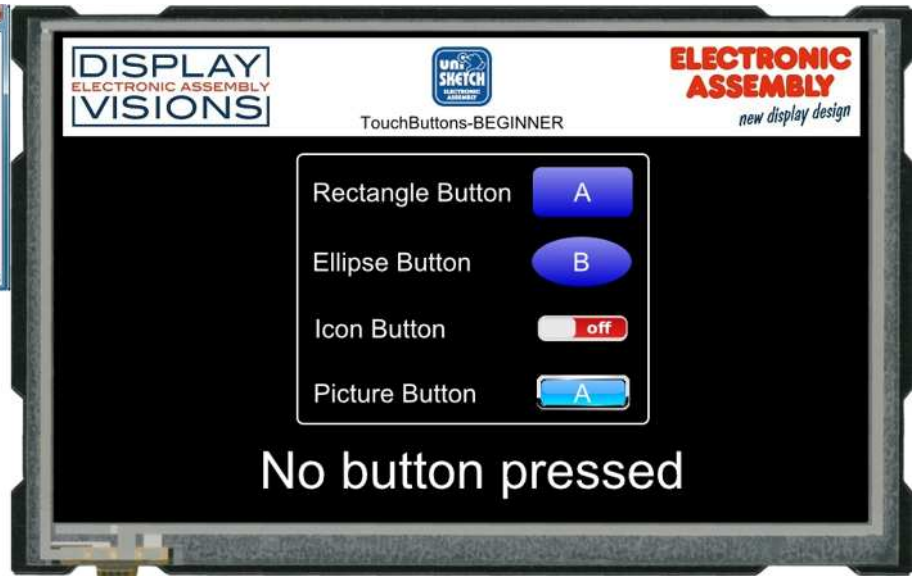 DISPLAY
ELECTRONIC ASSEMBLY
VISIONS
uni
SKETCH
ELECTRONIC
ASSEMBLY
TouchButtons-BEGINNER
ELECTRONIC
ASSEMBLY
new display design
Rectangle Button A
Ellipse Button B
Icon Button off
Picture Button A
No button pressed